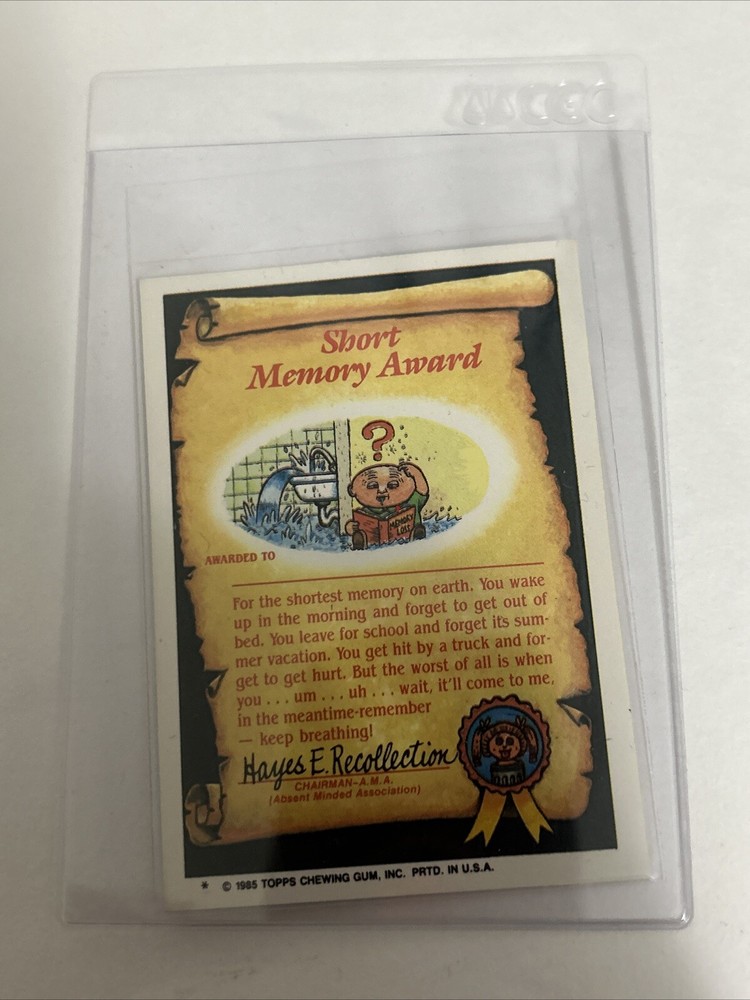 Short
Memory Award
?
MEMORY
LOSS
AWARDED TO
For the shortest memory on earth. You wake
up in the morning and forget to get out of
bed. You leave for school and forget its sum-
mer vacation. You get hit by a truck and for-
get to get hurt. But the worst of all is when
you . . . um . . . uh . . . wait, it'll come to me,
in the meantime-remember
— keep breathing!
Hayes E. Recollection
CHAIRMAN-A.M.A.
(Absent Minded Association)
* © 1985 TOPPS CHEWING GUM, INC. PRTD. IN U.S.A.